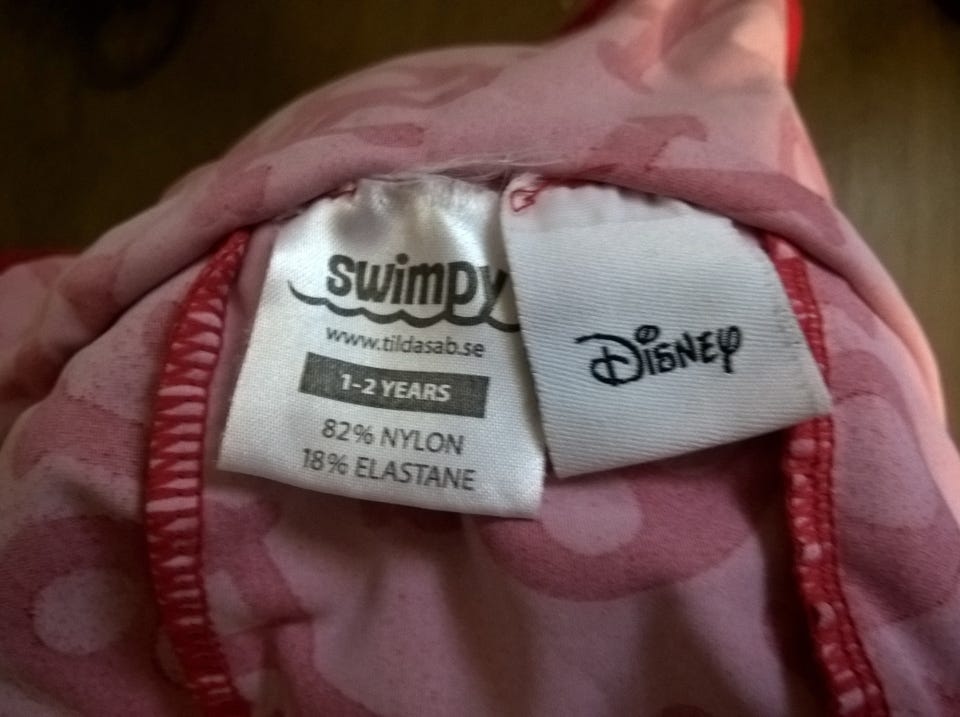 swimpy
www.tildasab.se
1-2 YEARS
82% NYLON
18% ELASTANE
DISNEY